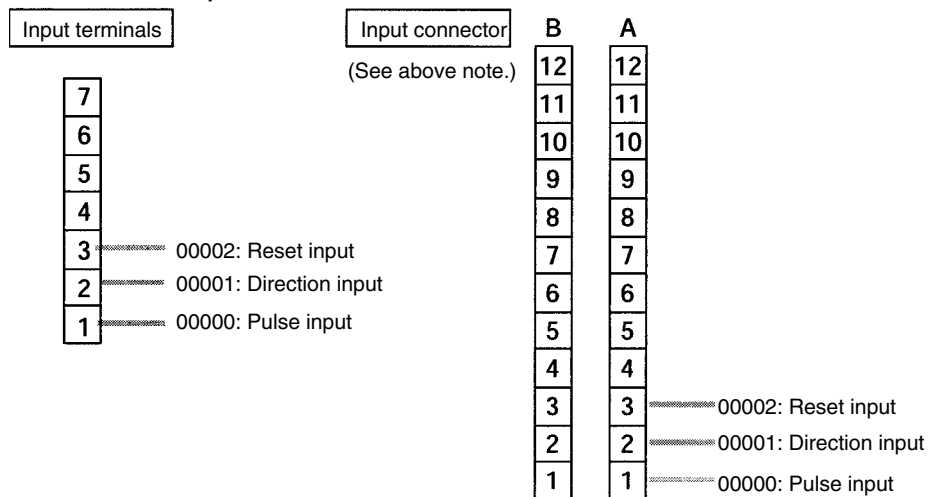 Input terminals
7
6
5
4
3 00002: Reset input
2 00001: Direction input
1 00000: Pulse input
Input connector
(See above note.)
B A
12 12
11 11
10 10
9 9
8 8
7 7
6 6
5 5
4 4
3 3 00002: Reset input
2 2 00001: Direction input
1 1 00000: Pulse input